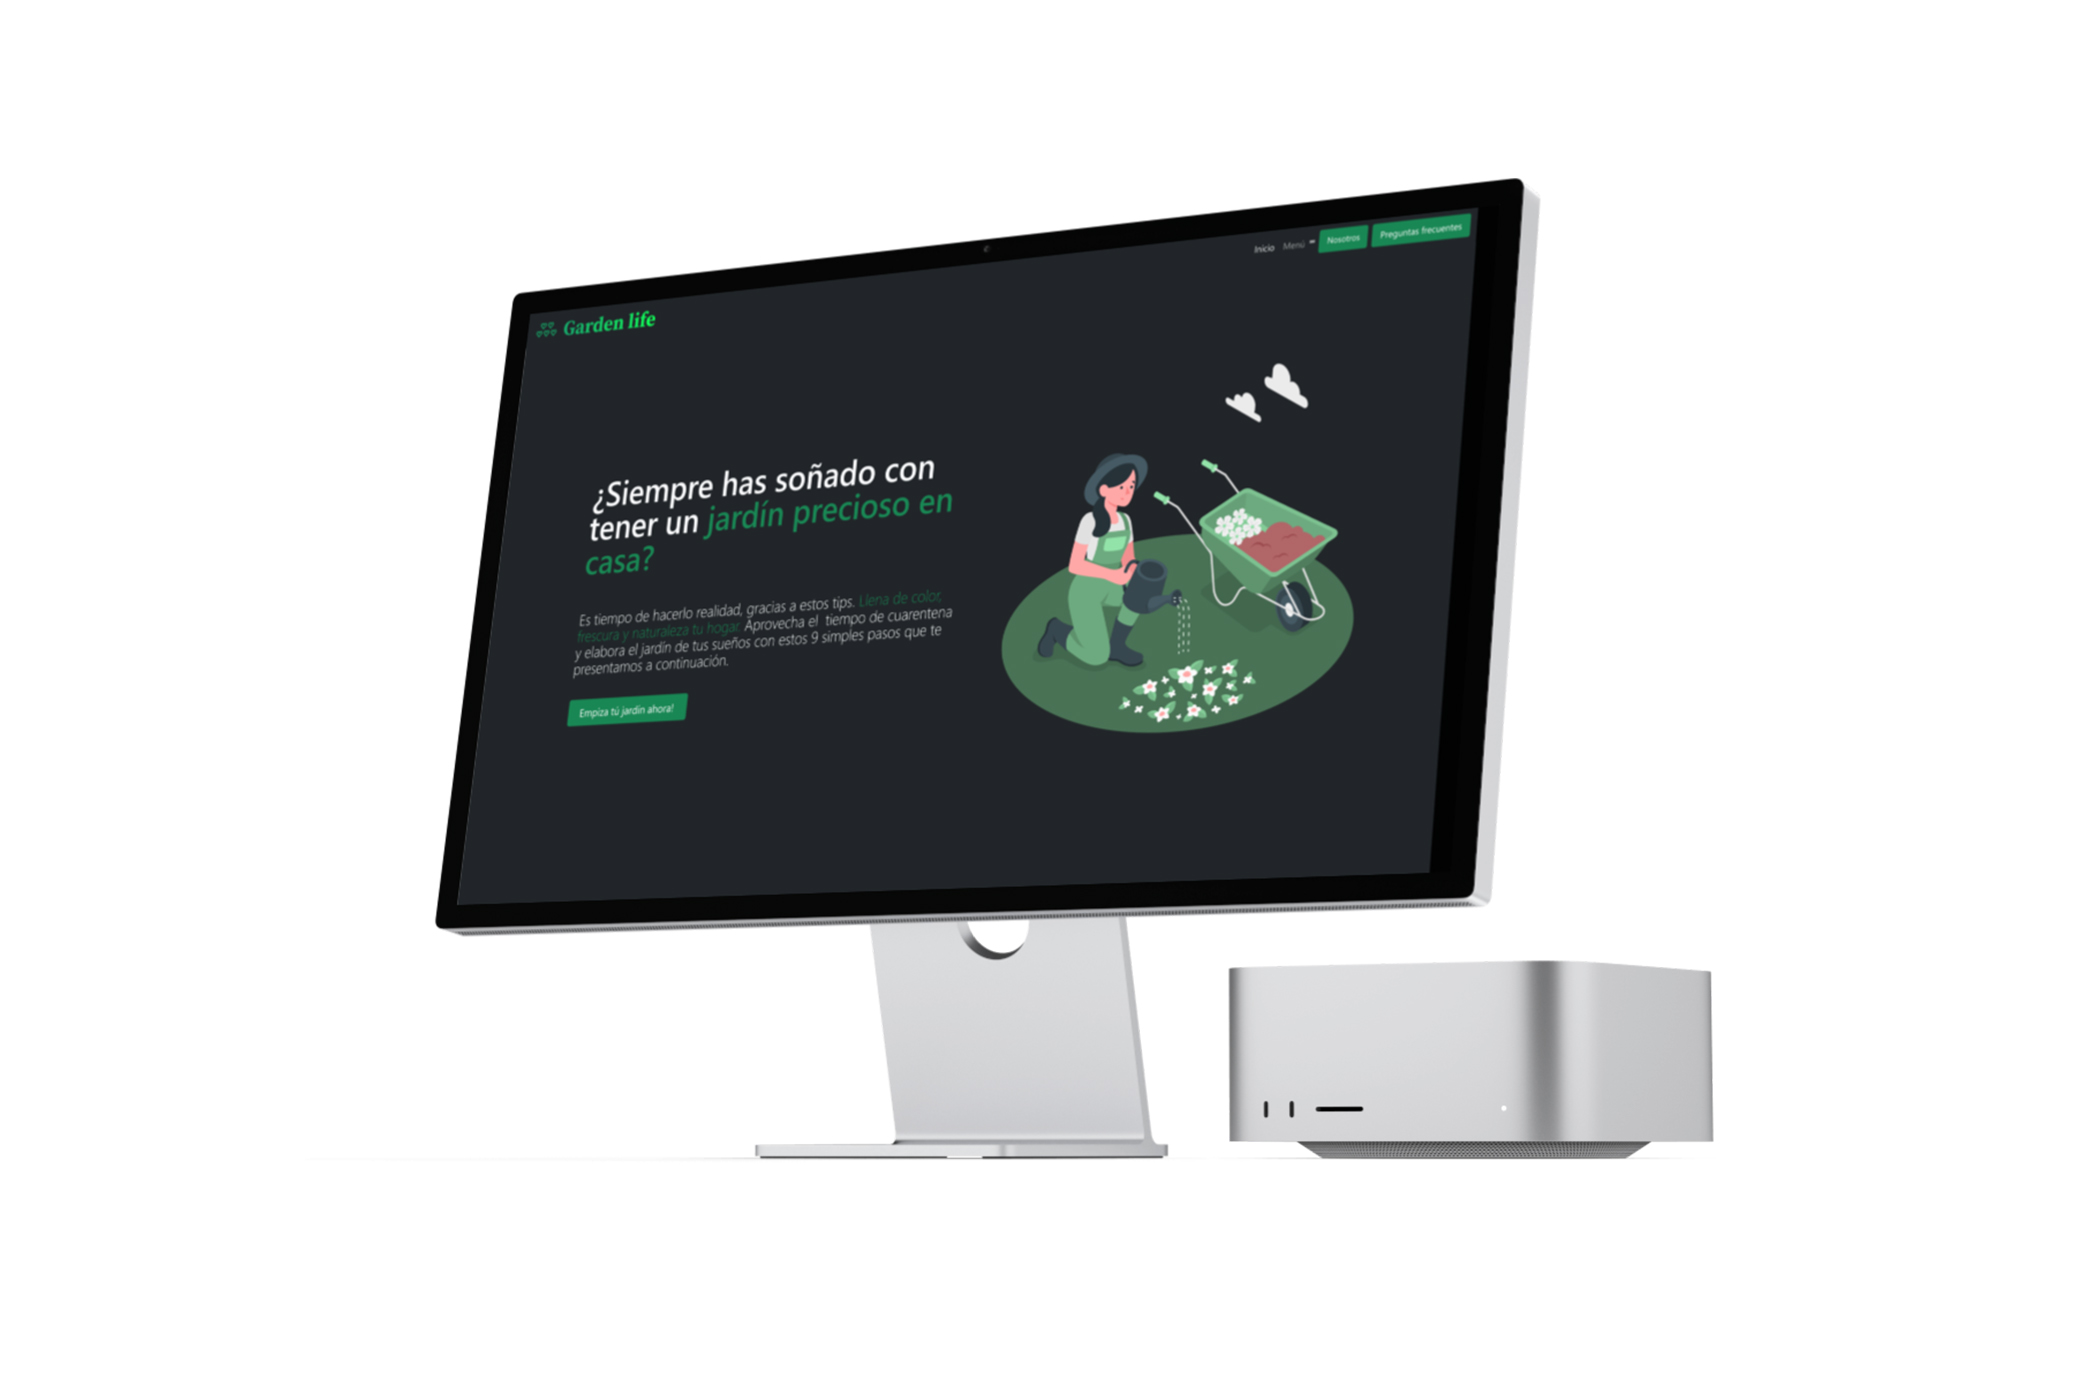 Inicio Menú Nosotros Preguntas frecuentes
Garden life
¿Siempre has soñado con
tener un jardín precioso en
casa?
Es tiempo de hacerlo realidad, gracias a estos tips. Llena de color,
frescura y naturaleza tu hogar. Aprovecha el tiempo de cuarentena
y elabora el jardín de tus sueños con estos 9 simples pasos que te
presentamos a continuación.
Empiza tú jardín ahora!